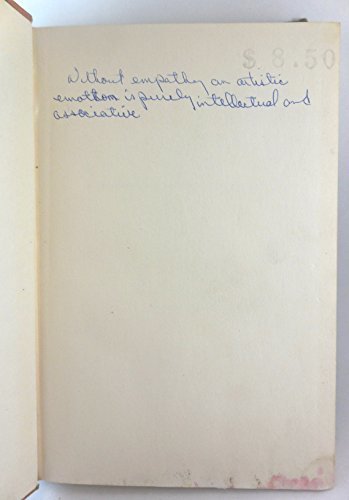 $ 8.50
Without empathy an artistic
emotion is purely intellectual and
associative